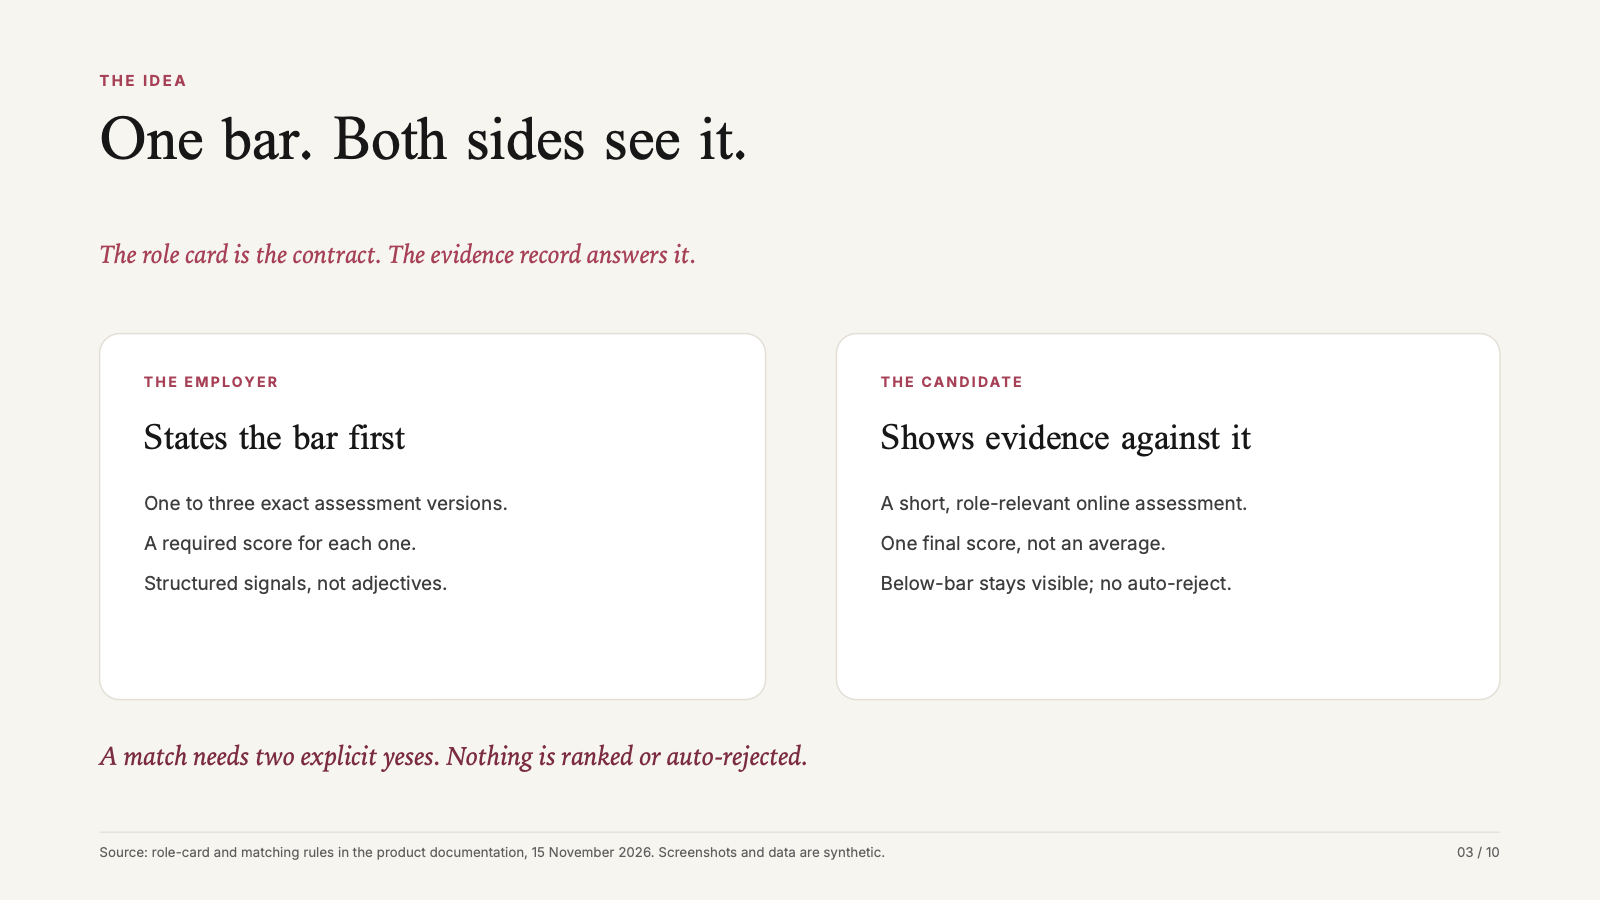 THE IDEA
One bar. Both sides see it.
The role card is the contract. The evidence record answers it.
THE EMPLOYER
States the bar first
One to three exact assessment versions.
A required score for each one.
Structured signals, not adjectives.
THE CANDIDATE
Shows evidence against it
A short, role-relevant online assessment.
One final score, not an average.
Below-bar stays visible; no auto-reject.
A match needs two explicit yeses. Nothing is ranked or auto-rejected.
Source: role-card and matching rules in the product documentation, 15 November 2026. Screenshots and data are synthetic.
03 / 10